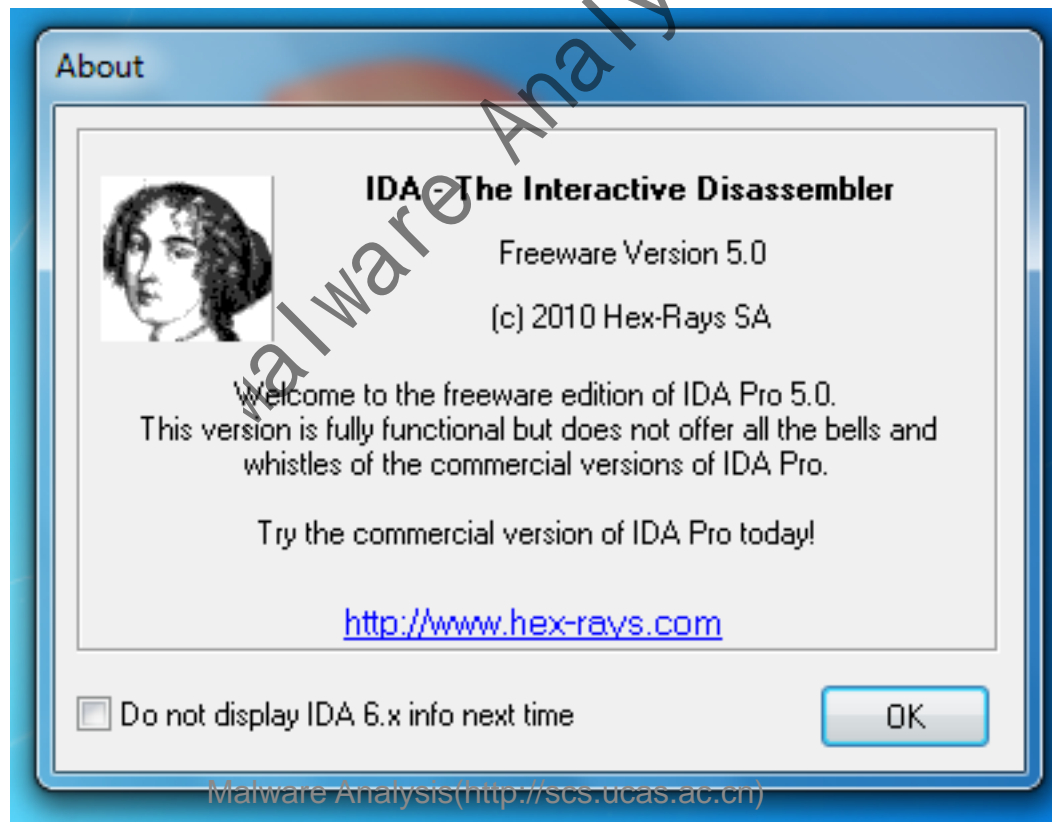 About
IDA - The Interactive Disassembler
Freeware Version 5.0
(c) 2010 Hex-Rays SA
Welcome to the freeware edition of IDA Pro 5.0.
This version is fully functional but does not offer all the bells and
whistles of the commercial versions of IDA Pro.
Try the commercial version of IDA Pro today!
http://www.hex-rays.com
Do not display IDA 6.x info next time
OK
Malware Analysis(http://scs.ucas.ac.cn)